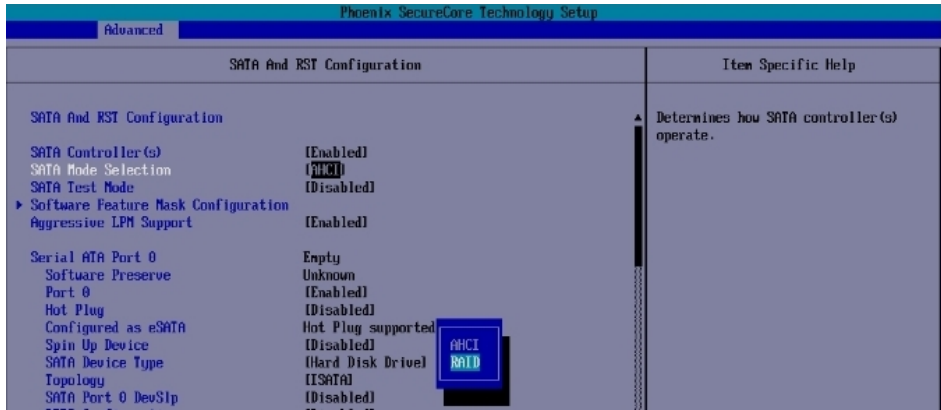 Phoenix SecureCore Technology Setup
Advanced
SATA And RST Configuration
Item Specific Help
SATA And RST Configuration
SATA Controller(s) [Enabled]
SATA Mode Selection [AHCI]
SATA Test Mode [Disabled]
Software Feature Mask Configuration
Aggressive LPM Support [Enabled]
Serial ATA Port 0 Empty
Software Preserve Unknown
Port 0 [Enabled]
Hot Plug [Disabled]
Configured as eSATA Hot Plug supported
Spin Up Device [Disabled]
SATA Device Type [Hard Disk Drive]
Topology [ISATA]
SATA Port 0 DevSlp [Disabled]
AHCI
RAID
Determines how SATA controller(s)
operate.